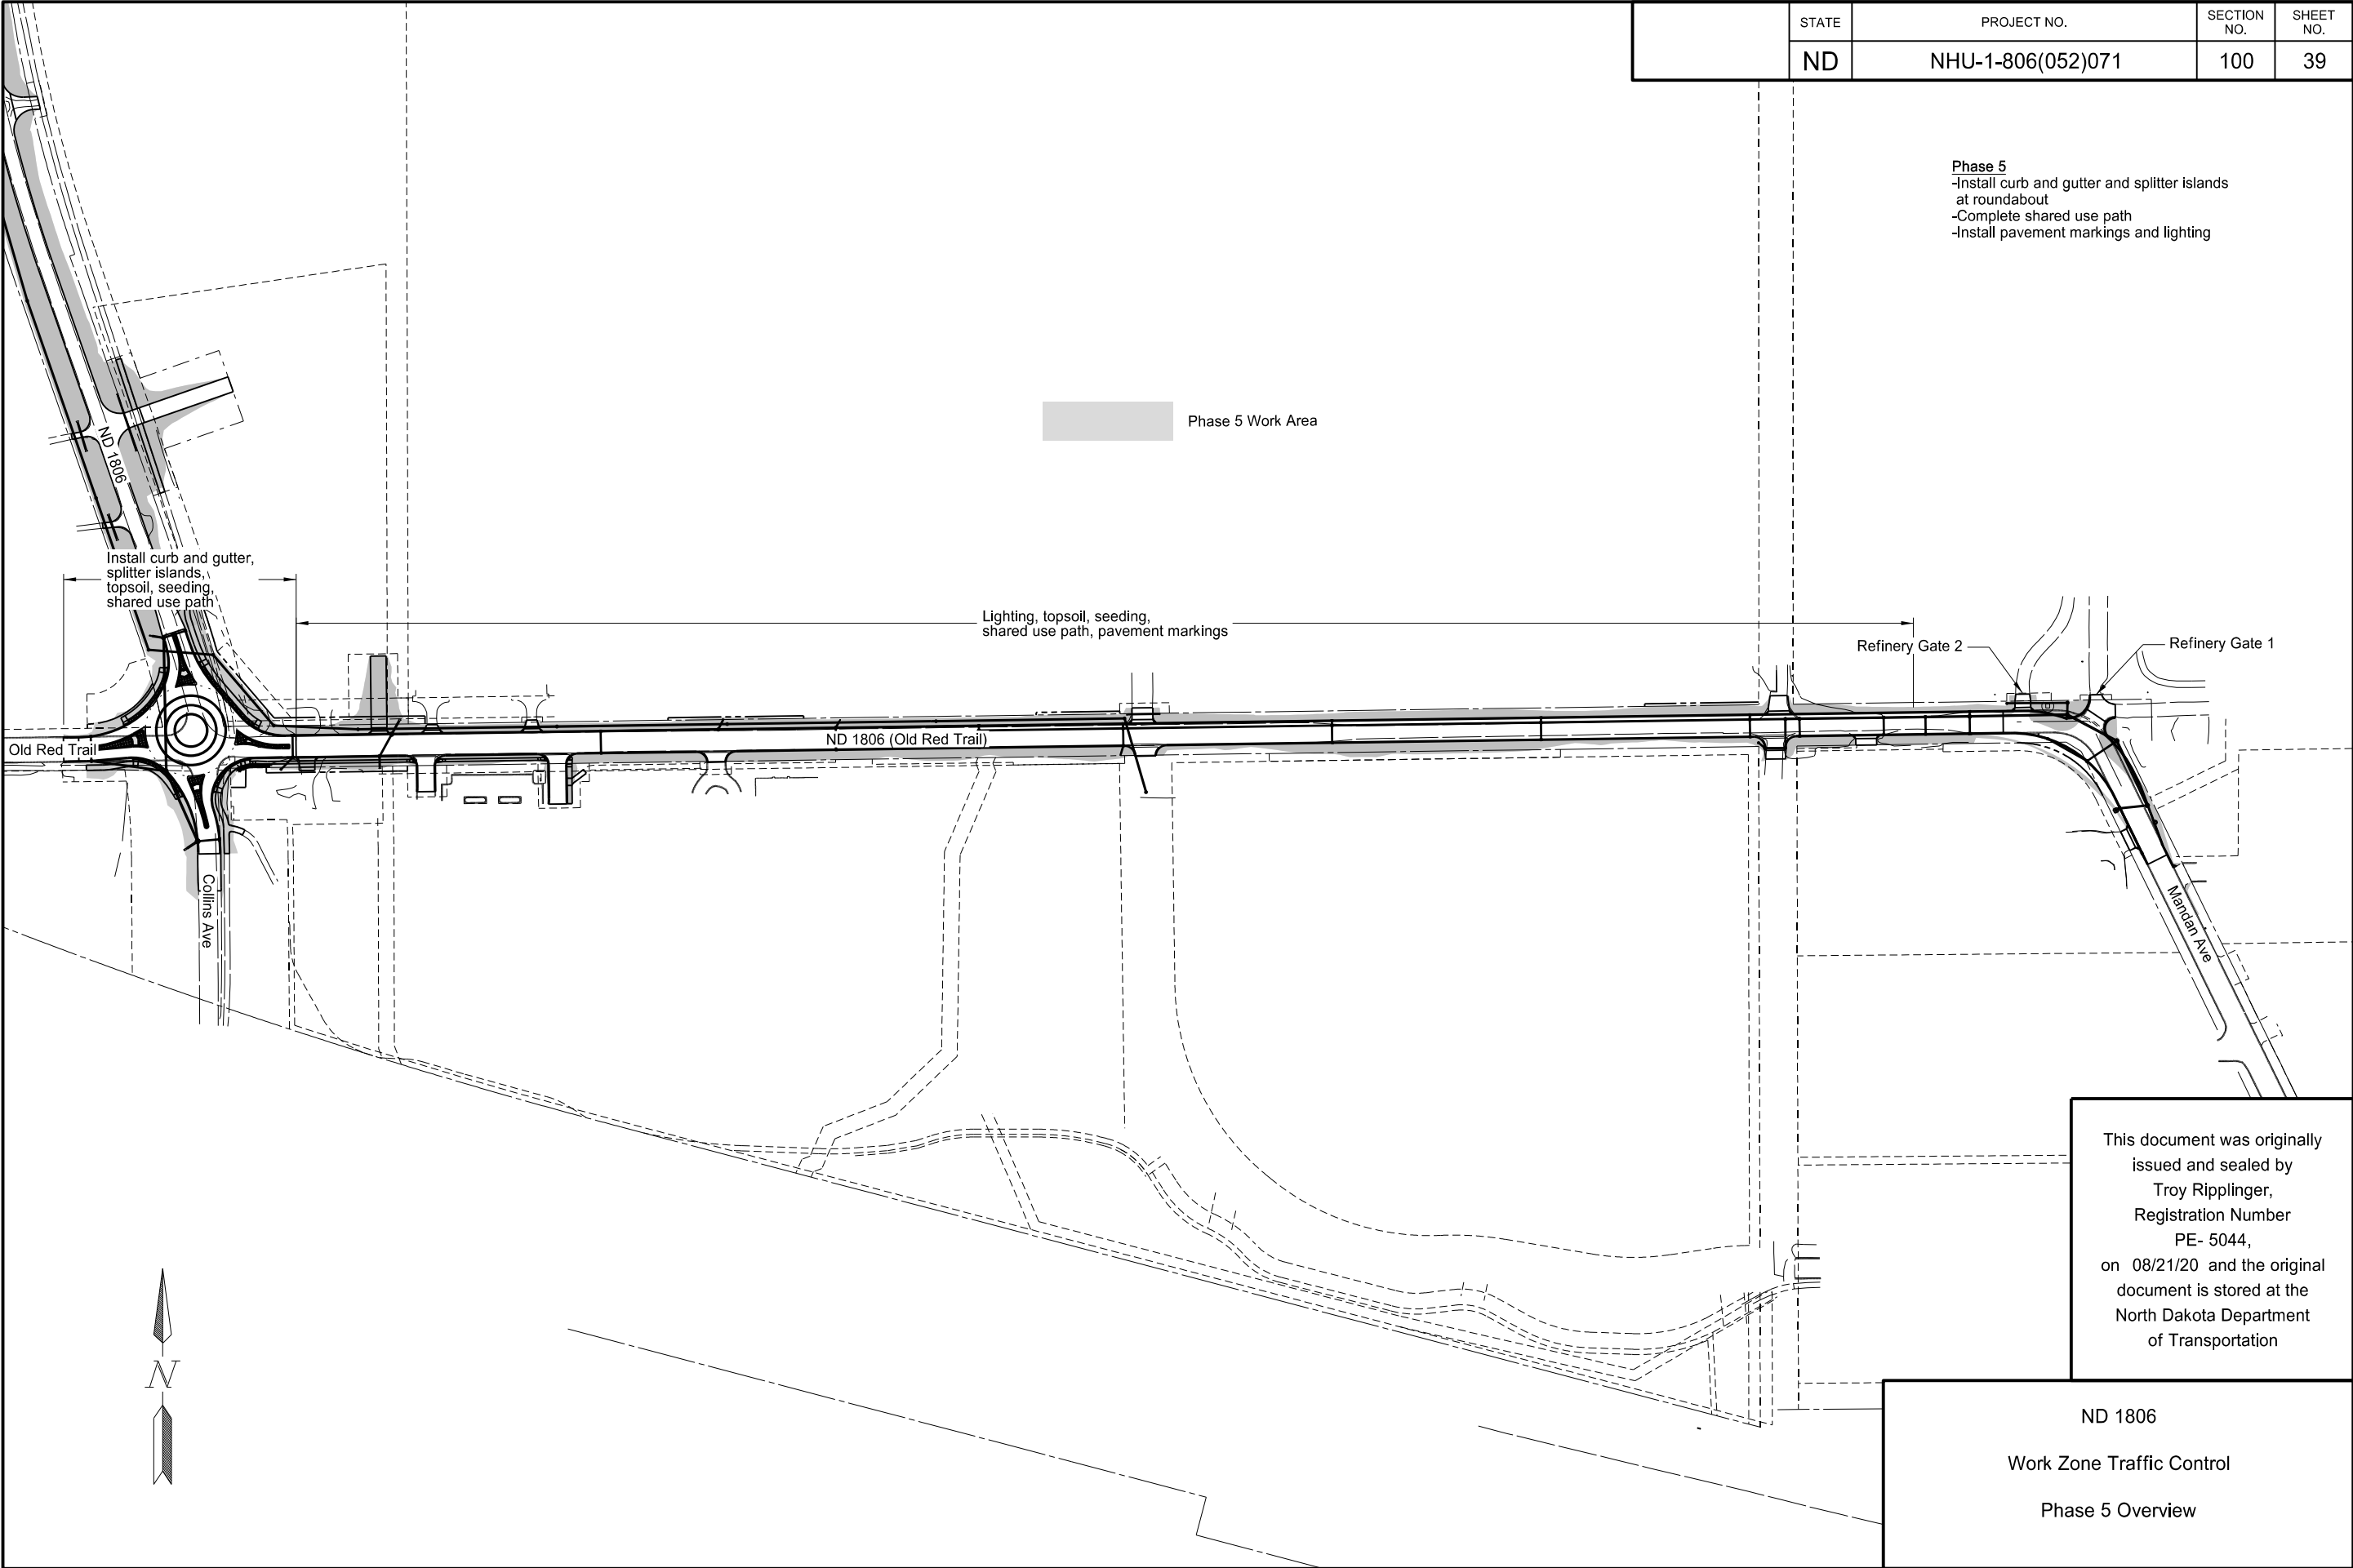 STATE
PROJECT NO.
SECTION
NO.
SHEET
NO.
ND
NHU-1-806(052)071
100
39
Phase 5
-Install curb and gutter and splitter islands
at roundabout
-Complete shared use path
-Install pavement markings and lighting
Phase 5 Work Area
ND 1806
Install curb and gutter,
splitter islands,
topsoil, seeding,
shared use path
Lighting, topsoil, seeding,
shared use path, pavement markings
Refinery Gate 2
Refinery Gate 1
Old Red Trail
ND 1806 (Old Red Trail)
Collins Ave
Mandan Ave
N
This document was originally
issued and sealed by
Troy Ripplinger,
Registration Number
PE- 5044,
on 08/21/20 and the original
document is stored at the
North Dakota Department
of Transportation
ND 1806
Work Zone Traffic Control
Phase 5 Overview